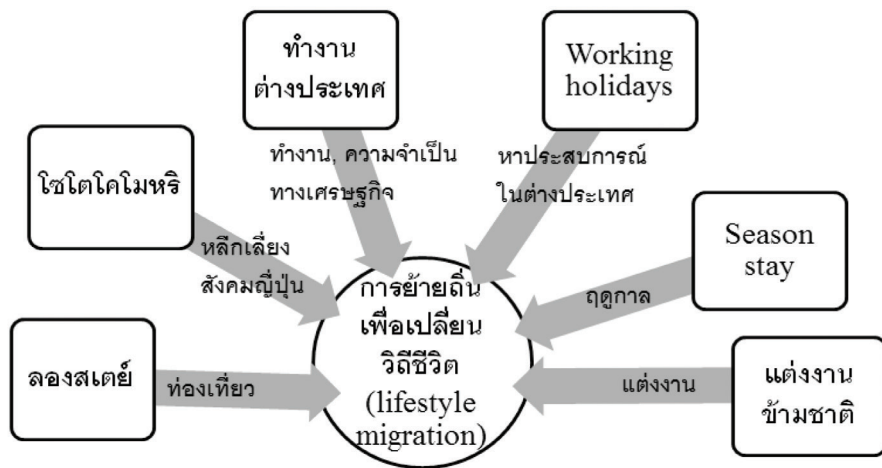 ทำงาน
ต่างประเทศ
Working
holidays
ทำงาน, ความจำเป็น
ทางเศรษฐกิจ
หาประสบการณ์
ในต่างประเทศ
โซโตโคโมหริ
หลีกเลี่ยง
สังคมญี่ปุ่น
Season
stay
ฤดูกาล
การย้ายถิ่น
เพื่อเปลี่ยน
วิถีชีวิต
(lifestyle
migration)
ลองสเตย์
ท่องเที่ยว
แต่งงาน
แต่งงาน
ข้ามชาติ